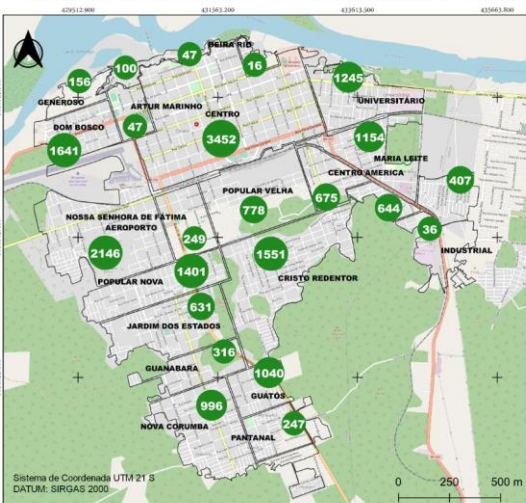 429512.900 431563.200 433613.500 435663.800
BEIRA RIO
47
100
16
156
1245
GENEROSO
ARTUR MARINHO
UNIVERSITÁRIO
DOM BOSCO
47
CENTRO
3452
1154
1641
MARIA LEITE
CENTRO AMERICA
407
POPULAR VELHA
675
778
644
NOSSA SENHORA DE FÁTIMA
AEROPORTO
249
36
2146
1401
1551
INDUSTRIAL
POPULAR NOVA
CRISTO REDENTOR
631
JARDIM DOS ESTADOS
316
GUANABARA
1040
GUATÓS
996
247
NOVA CORUMBA
PANTANAL
Sistema de Coordenada UTM 21 S
DATUM: SIRGAS 2000
0 250 500 m